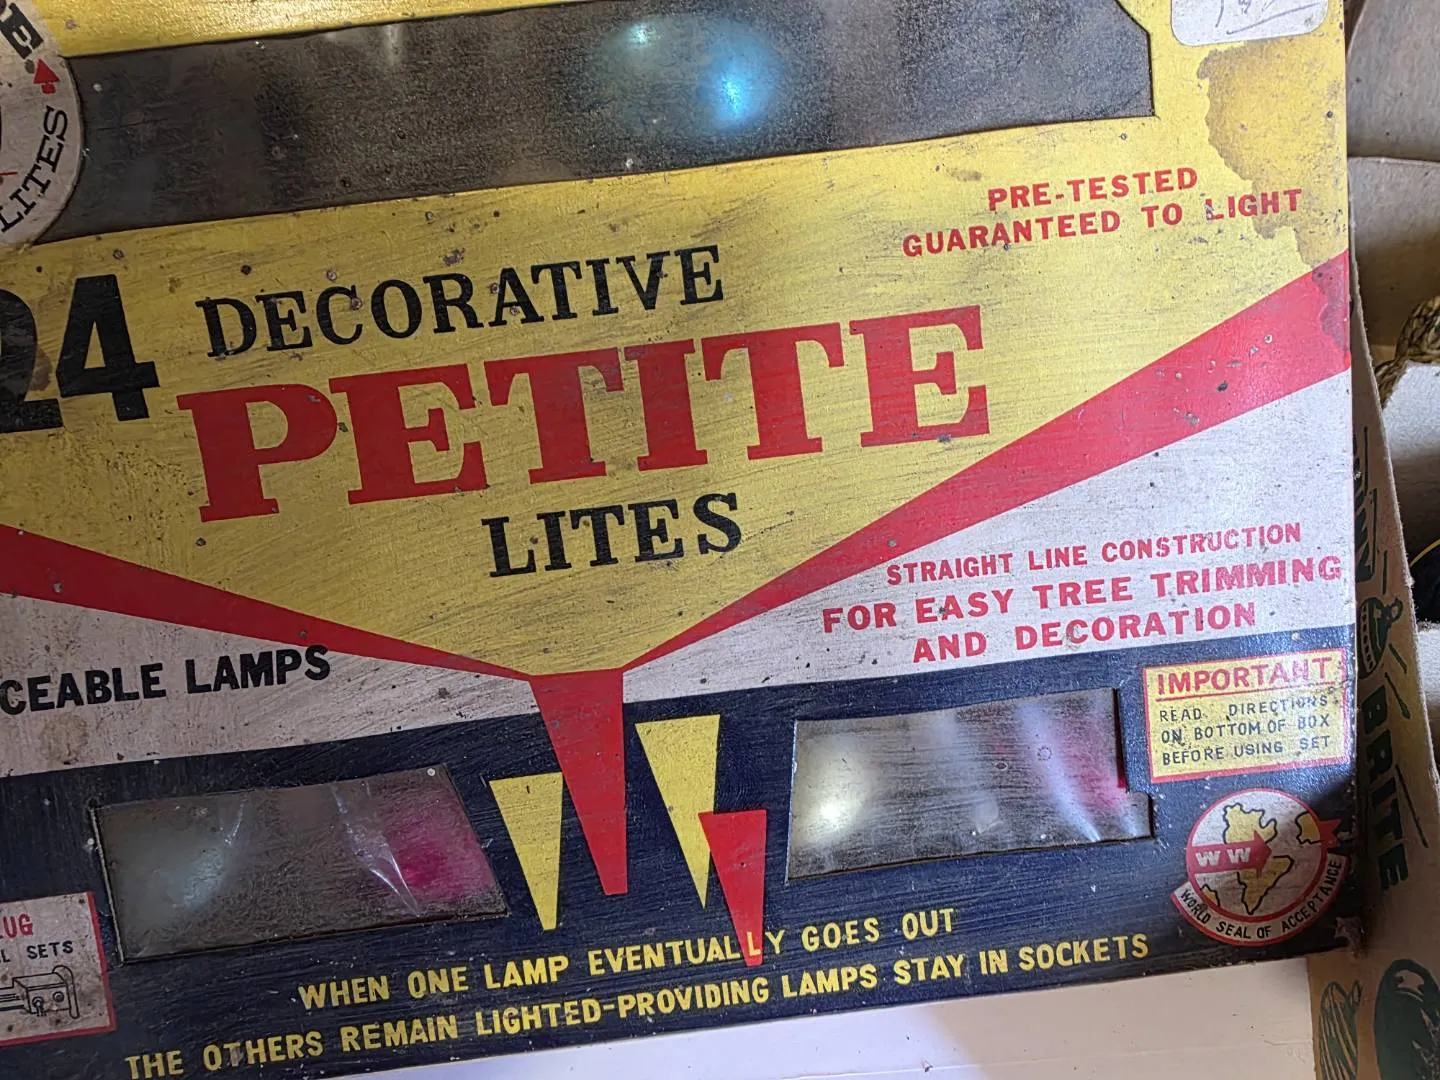 LITES
PRE-TESTED
GUARANTEED TO LIGHT
24 DECORATIVE
PETITE
LITES
STRAIGHT LINE CONSTRUCTION
FOR EASY TREE TRIMMING
AND DECORATION
CEABLE LAMPS
IMPORTANT
READ DIRECTIONS
ON BOTTOM OF BOX
BEFORE USING SET
WW
WORLD SEAL OF ACCEPTANCE
UG
L SETS
WHEN ONE LAMP EVENTUALLY GOES OUT
THE OTHERS REMAIN LIGHTED-PROVIDING LAMPS STAY IN SOCKETS
BRITE